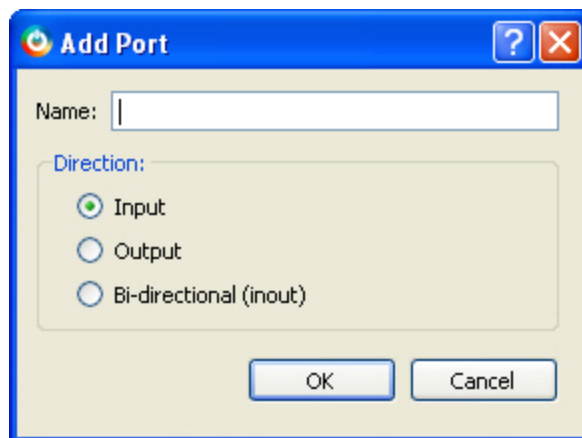 Add Port
?
Name:
Direction:
Input
Output
Bi-directional (inout)
OK Cancel